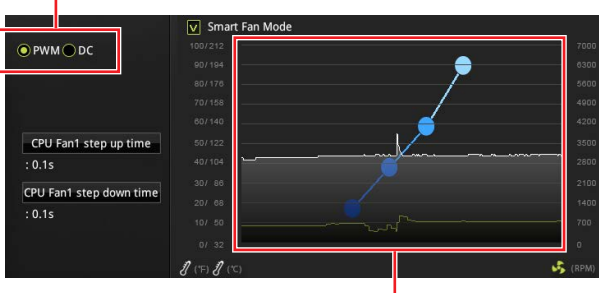 V Smart Fan Mode
PWM DC
100/212 7000
90/194 6300
80/176 5600
70/158 4900
60/140 4200
50/122 3500
40/104 2800
30/ 86 2100
20/ 68 1400
10/ 50 700
0/ 32 0
CPU Fan1 step up time
: 0.1s
CPU Fan1 step down time
: 0.1s
(°F) (°C) (RPM)